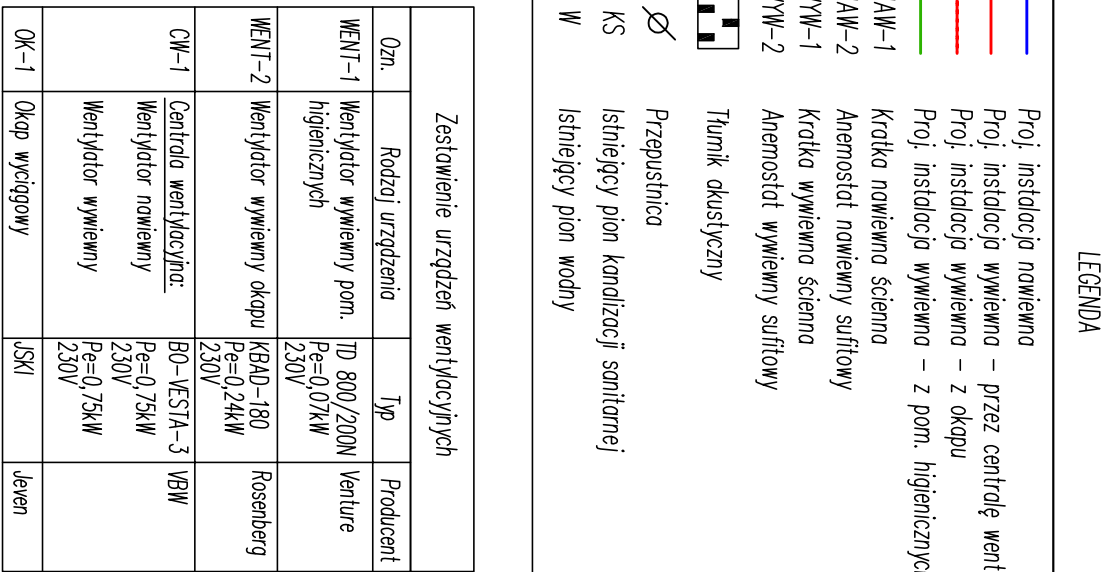 LEGENDA
Proj. instalacja nawiewna
Proj. instalacja wywiewna – przez centralę went
Proj. instalacja wywiewna – z okapu
Proj. instalacja wywiewna – z pom. higienicznyc
AW–1 Kratka nawiewna ścienna
AW–2 Anemostat nawiewny sufitowy
YW–1 Kratka wywiewna ścienna
YW–2 Anemostat wywiewny sufitowy
Tłumik akustyczny
Przepustnica
KS Istniejący pion kanalizacji sanitarnej
W Istniejący pion wodny
Zestawienie urządzeń wentylacyjnych
Ozn. Rodzaj urządzenia Typ Producent
WENT–1 Wentylator wywiewny pom. TD 800/200N Venture
higienicznych Pe=0,07kW
230V
WENT–2 Wentylator wywiewny okapu KBAD–180 Rosenberg
Pe=0,24kW
230V
CW–1 Centrala wentylacyjna: BO–VESTA–3 VBW
Wentylator nawiewny Pe=0,75kW
230V
Wentylator wywiewny Pe=0,75kW
230V
OK–1 Okap wyciągowy JSKI Jeven